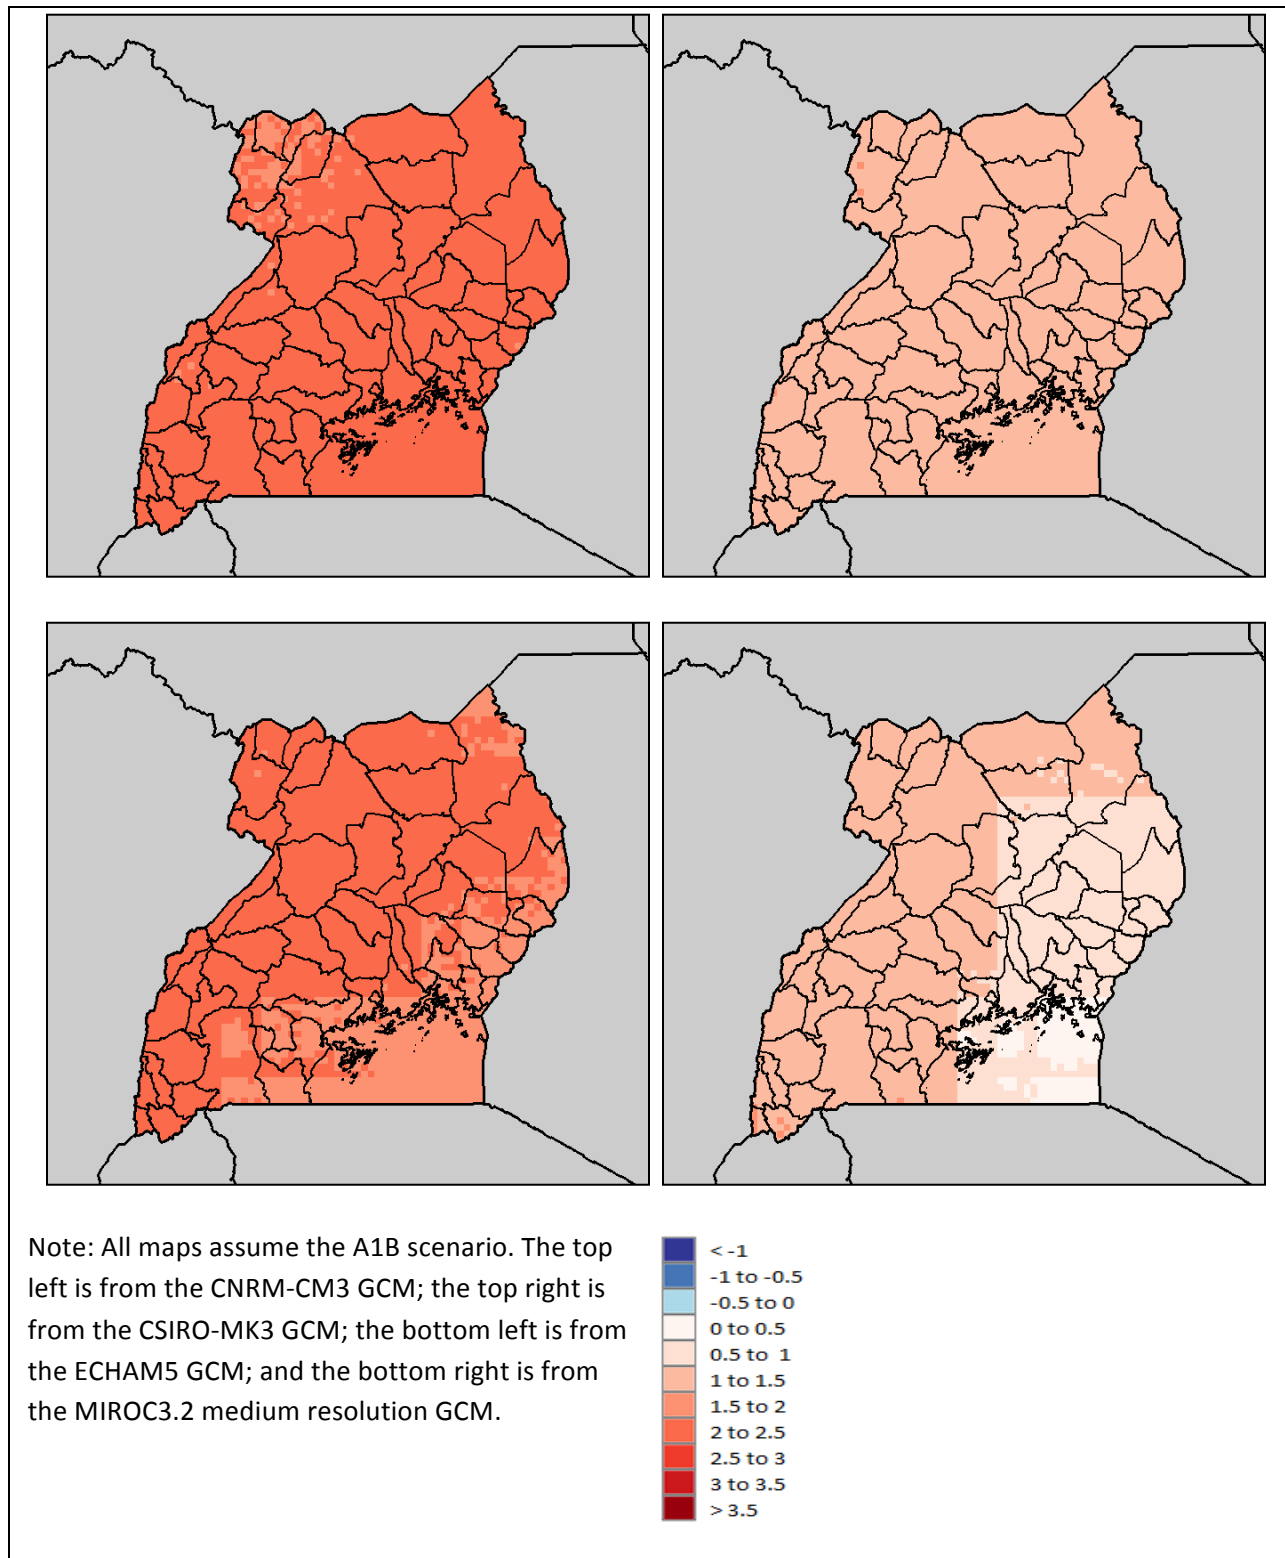 Note: All maps assume the A1B scenario. The top
left is from the CNRM-CM3 GCM; the top right is
from the CSIRO-MK3 GCM; the bottom left is from
the ECHAM5 GCM; and the bottom right is from
the MIROC3.2 medium resolution GCM.
< -1
-1 to -0.5
-0.5 to 0
0 to 0.5
0.5 to 1
1 to 1.5
1.5 to 2
2 to 2.5
2.5 to 3
3 to 3.5
> 3.5